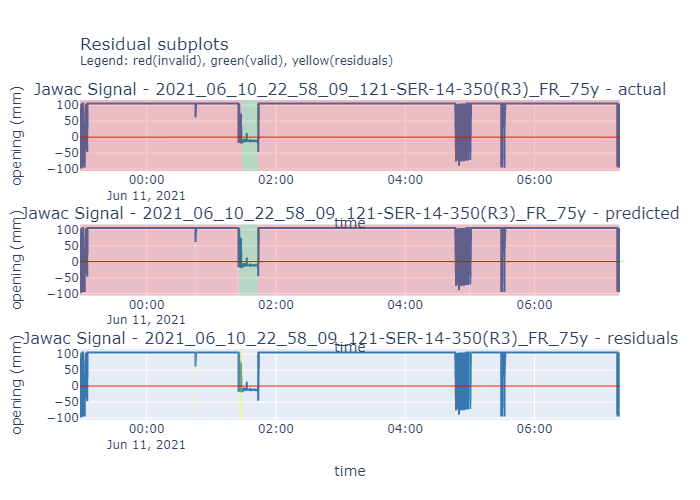 Residual subplots
Legend: red(invalid), green(valid), yellow(residuals)
Jawac Signal - 2021_06_10_22_58_09_121-SER-14-350(R3)_FR_75y - actual
opening (mm)
100
50
0
−50
−100
00:00 02:00 04:00 06:00
Jun 11, 2021
time
Jawac Signal - 2021_06_10_22_58_09_121-SER-14-350(R3)_FR_75y - predicted
opening (mm)
100
50
0
−50
−100
00:00 02:00 04:00 06:00
Jun 11, 2021
time
Jawac Signal - 2021_06_10_22_58_09_121-SER-14-350(R3)_FR_75y - residuals
opening (mm)
100
50
0
−50
−100
00:00 02:00 04:00 06:00
Jun 11, 2021
time